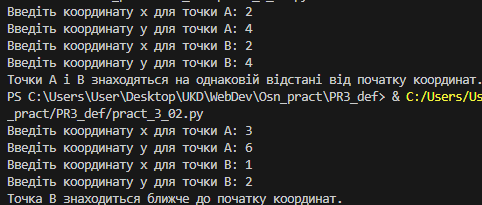 Введіть координату x для точки A: 2
Введіть координату y для точки A: 4
Введіть координату x для точки B: 2
Введіть координату y для точки B: 4
Точки A і B знаходяться на однаковій відстані від початку координат.
PS C:\Users\User\Desktop\UKD\WebDev\Osn_pract\PR3_def> & C:/Users/Us
_pract/PR3_def/pract_3_02.py
Введіть координату x для точки A: 3
Введіть координату y для точки A: 6
Введіть координату x для точки B: 1
Введіть координату y для точки B: 2
Точка B знаходиться ближче до початку координат.